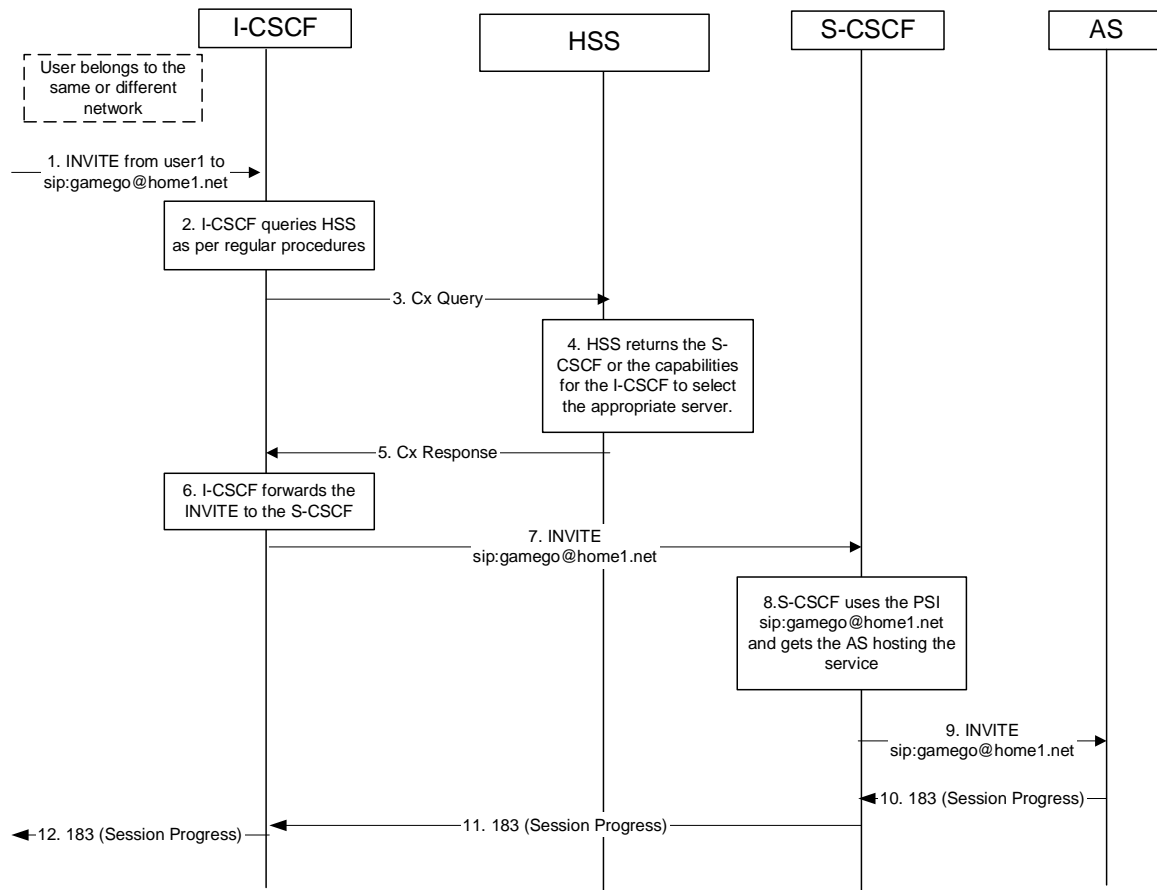 I-CSCF
HSS
S-CSCF
AS
User belongs to the
same or different
network
1. INVITE from user1 to
sip:gamego@home1.net
2. I-CSCF queries HSS
as per regular procedures
3. Cx Query
4. HSS returns the S-
CSCF or the capabilities
for the I-CSCF to select
the appropriate server.
5. Cx Response
6. I-CSCF forwards the
INVITE to the S-CSCF
7. INVITE
sip:gamego@home1.net
8.S-CSCF uses the PSI
sip:gamego@home1.net
and gets the AS hosting the
service
9. INVITE
sip:gamego@home1.net
10. 183 (Session Progress)
11. 183 (Session Progress)
12. 183 (Session Progress)